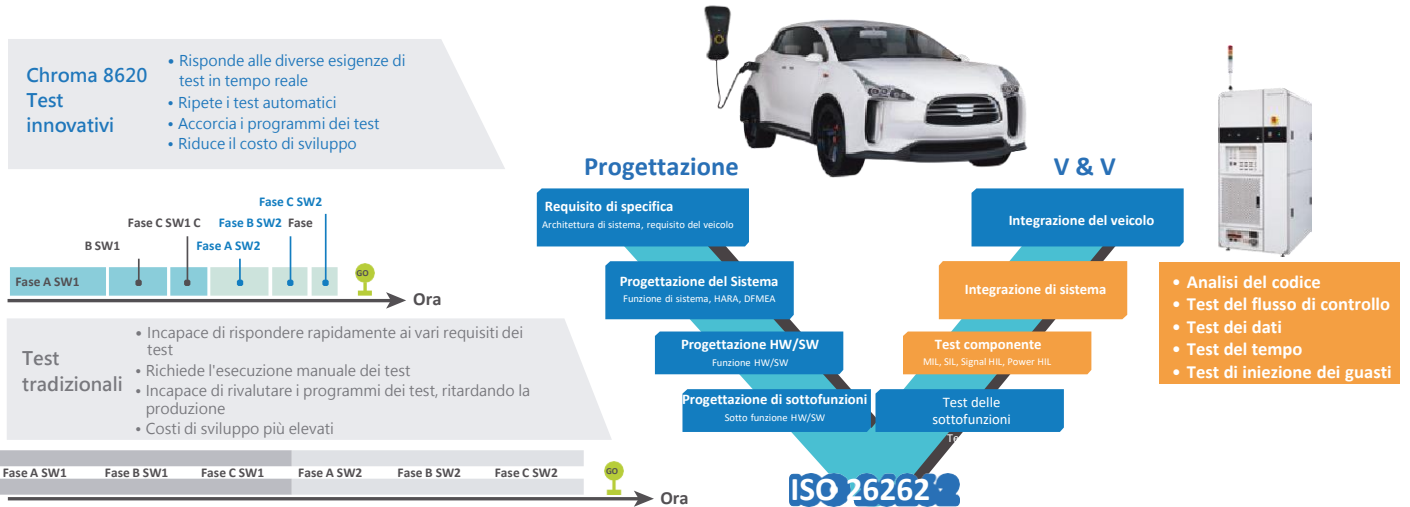 Chroma 8620
Test
innovativi
• Risponde alle diverse esigenze di
test in tempo reale
• Ripete i test automatici
• Accorcia i programmi dei test
• Riduce il costo di sviluppo
Fase C SW2
Fase C SW1 C
Fase B SW2
Fase
B SW1
Fase A SW2
Fase A SW1
GO
Ora
Test
tradizionali
• Incapace di rispondere rapidamente ai vari requisiti dei
test
• Richiede l'esecuzione manuale dei test
• Incapace di rivalutare i programmi dei test, ritardando la
produzione
• Costi di sviluppo più elevati
Fase A SW1
Fase B SW1
Fase C SW1
Fase A SW2
Fase B SW2
Fase C SW2
GO
Ora
Progettazione
V & V
Requisito di specifica
Architettura di sistema, requisito del veicolo
Progettazione del Sistema
Funzione di sistema, HARA, DFMEA
Progettazione HW/SW
Funzione HW/SW
Progettazione di sottofunzioni
Sotto funzione HW/SW
Integrazione del veicolo
Integrazione di sistema
Test componente
MIL, SIL, Signal HIL, Power HIL
Test delle
sottofunzioni
ISO 26262
• Analisi del codice
• Test del flusso di controllo
• Test dei dati
• Test del tempo
• Test di iniezione dei guasti